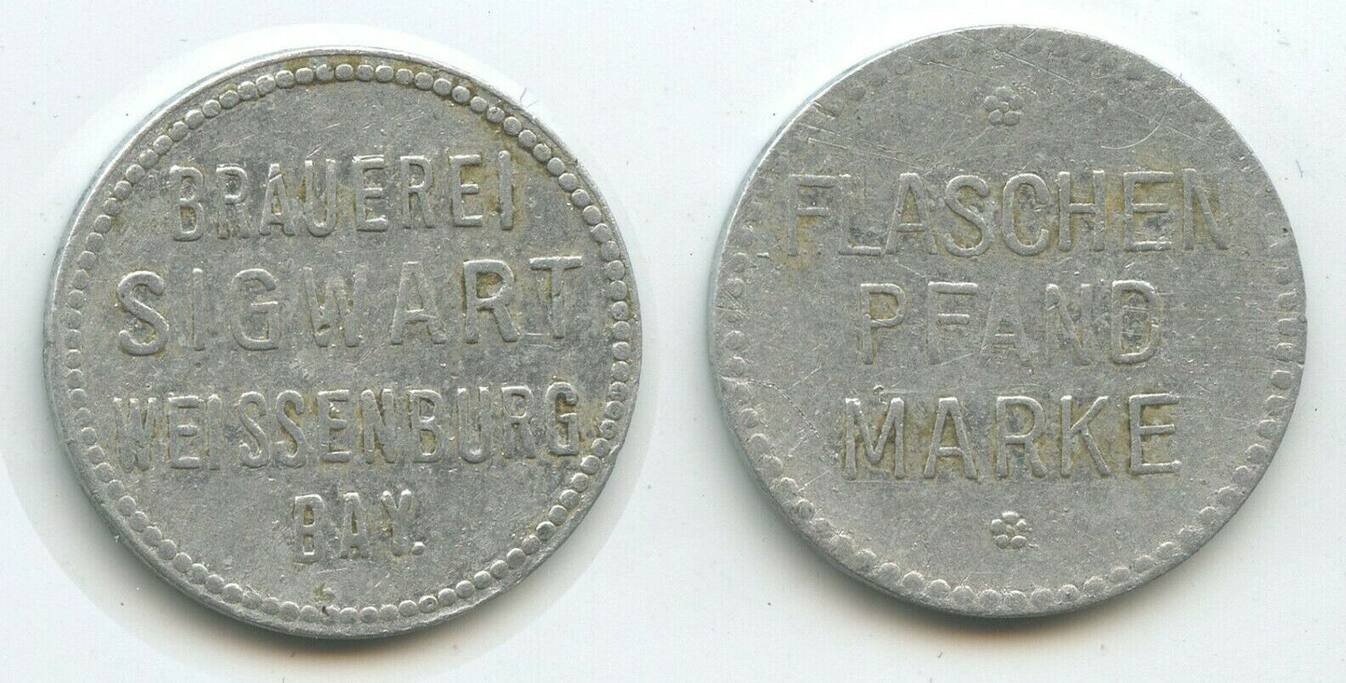 BRAUEREI
SIGWART
WEISSENBURG
BAY.
FLASCHEN
PFAND
MARKE